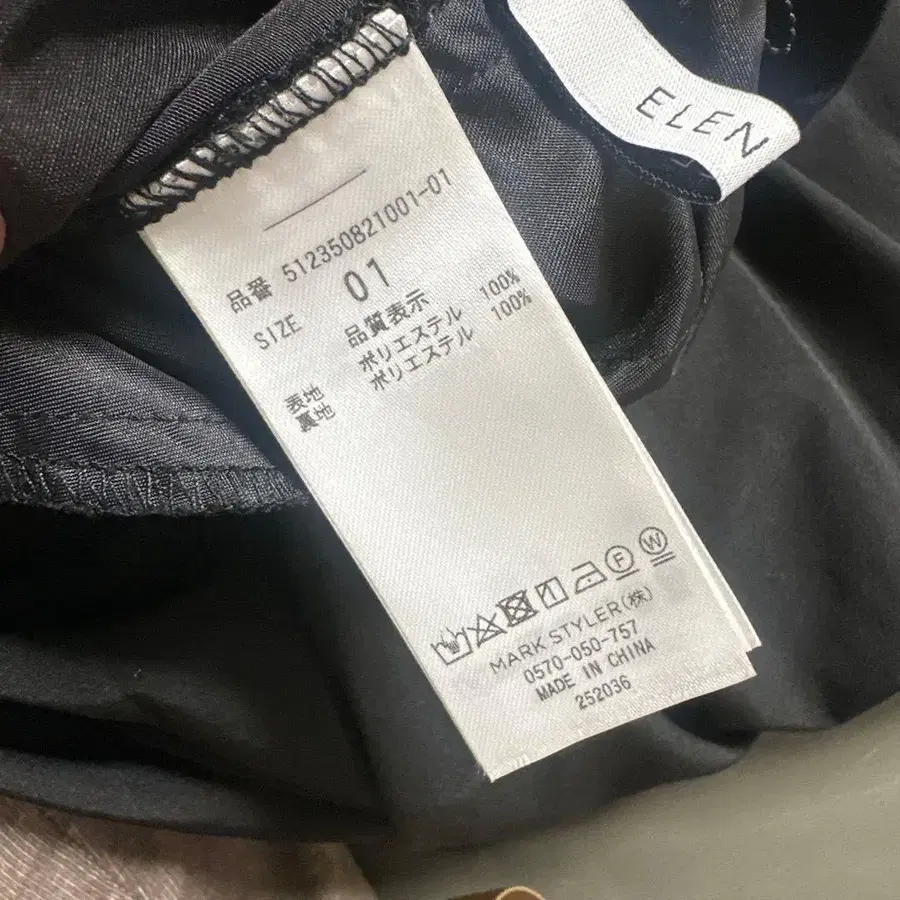 ELEN
品番 512350821001-01
SIZE 01
品質表示
表地 ポリエステル 100%
裏地 ポリエステル 100%
F W
MARK STYLER(株)
0570-050-757
MADE IN CHINA
252036